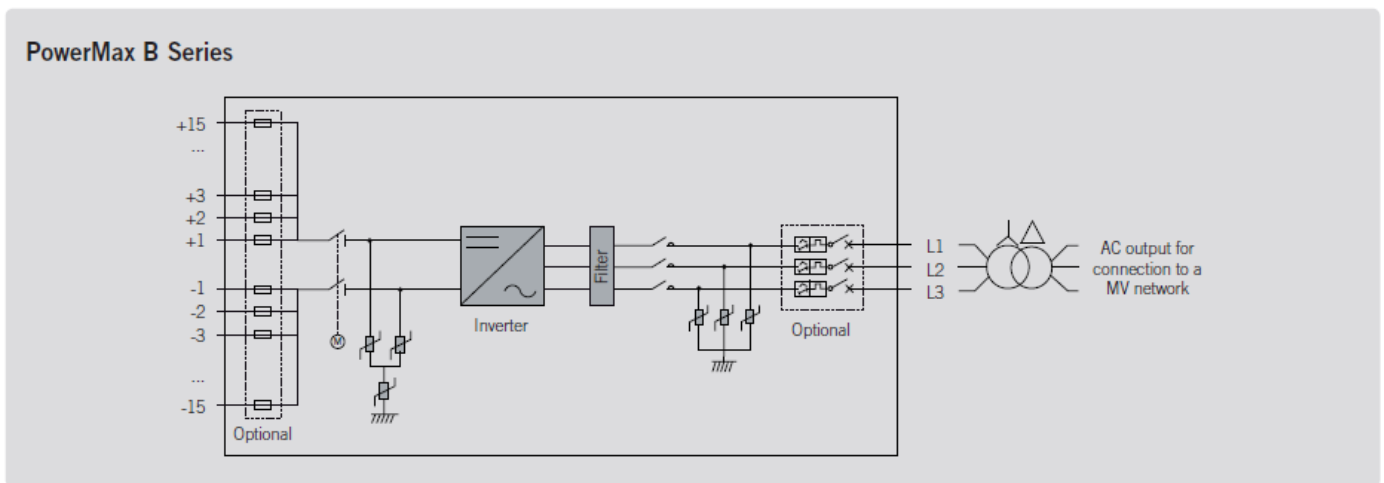 PowerMax B Series
+15
...
+3
+2
+1
-1
-2
-3
...
-15
Optional
M
Inverter
Filter
Optional
L1
L2
L3
AC output for
connection to a
MV network